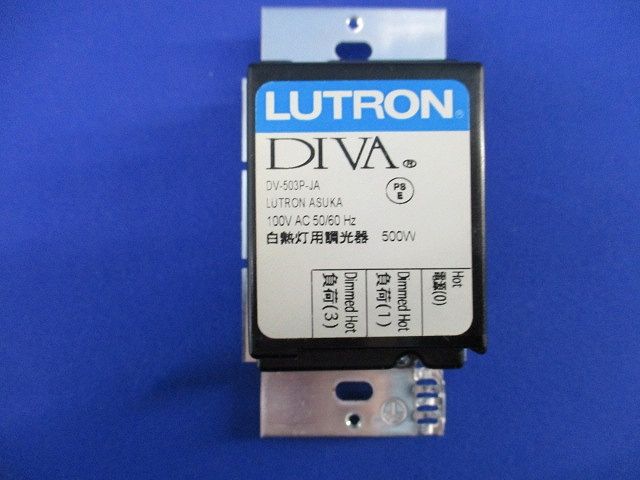 LUTRON®
DIVA®
DV-503P-JA
PS E
LUTRON ASUKA
100V AC 50/60 Hz
白熱灯用調光器 500W
Hot
電源(0)
Dimmed Hot
負荷(1)
Dimmed Hot
負荷(3)